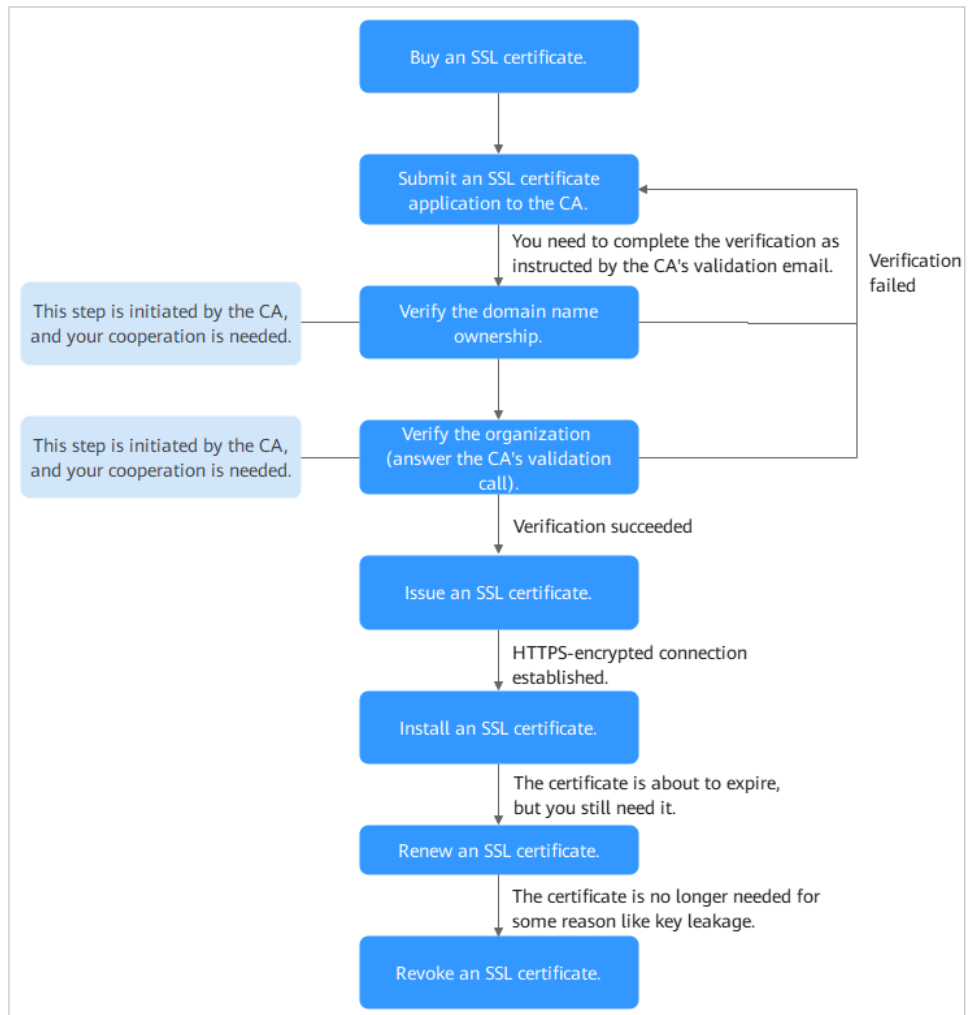 Buy an SSL certificate.
Submit an SSL certificate
application to the CA.
You need to complete the verification as
instructed by the CA's validation email.
Verification
failed
This step is initiated by the CA,
and your cooperation is needed.
Verify the domain name
ownership.
This step is initiated by the CA,
and your cooperation is needed.
Verify the organization
(answer the CA's validation
call).
Verification succeeded
Issue an SSL certificate.
HTTPS-encrypted connection
established.
Install an SSL certificate.
The certificate is about to expire,
but you still need it.
Renew an SSL certificate.
The certificate is no longer needed for
some reason like key leakage.
Revoke an SSL certificate.